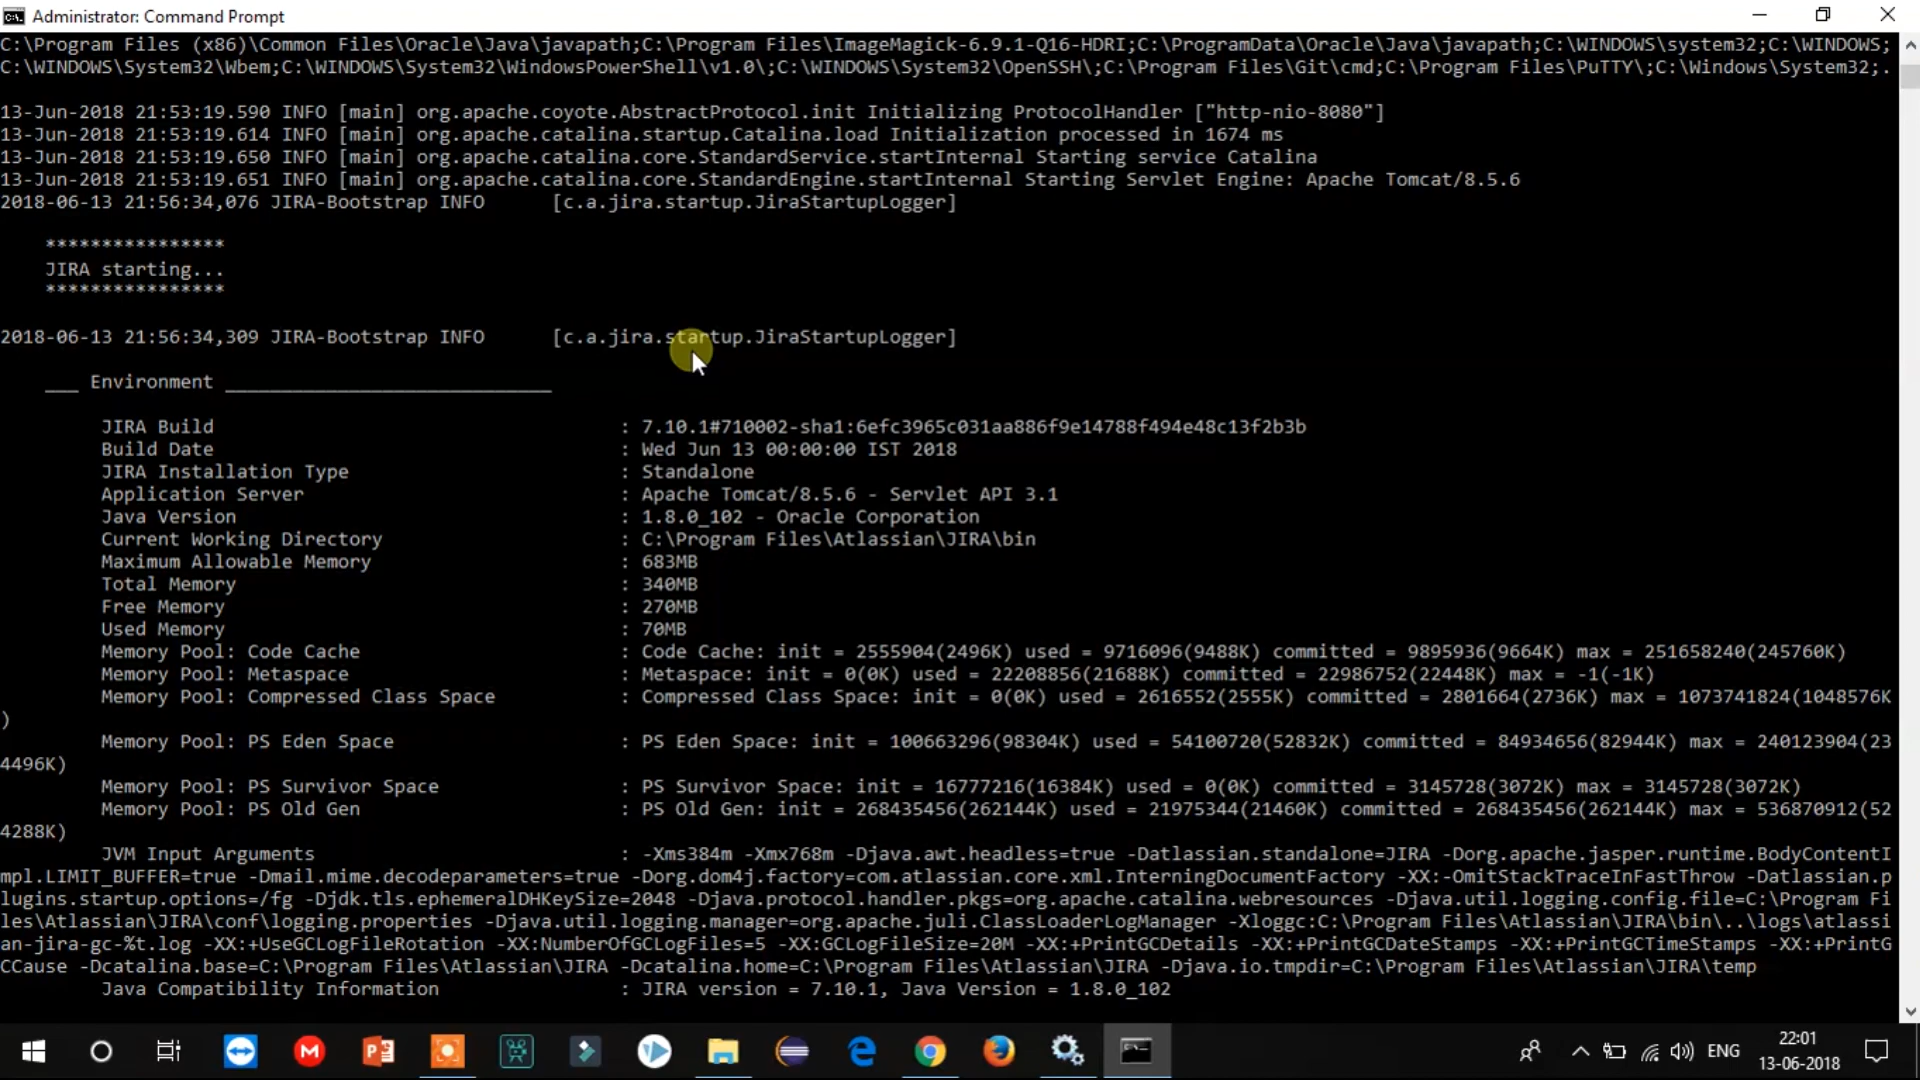 Administrator: Command Prompt
C:\Program Files (x86)\Common Files\Oracle\Java\javapath;C:\Program Files\ImageMagick-6.9.1-Q16-HDRI;C:\ProgramData\Oracle\Java\javapath;C:\WINDOWS\system32;C:\WINDOWS;
C:\WINDOWS\System32\Wbem;C:\WINDOWS\System32\WindowsPowerShell\v1.0\;C:\WINDOWS\System32\OpenSSH\;C:\Program Files\Git\cmd;C:\Program Files\PuTTY\;C:\Windows\System32;.
13-Jun-2018 21:53:19.590 INFO [main] org.apache.coyote.AbstractProtocol.init Initializing ProtocolHandler ["http-nio-8080"]
13-Jun-2018 21:53:19.614 INFO [main] org.apache.catalina.startup.Catalina.load Initialization processed in 1674 ms
13-Jun-2018 21:53:19.650 INFO [main] org.apache.catalina.core.StandardService.startInternal Starting service Catalina
13-Jun-2018 21:53:19.651 INFO [main] org.apache.catalina.core.StandardEngine.startInternal Starting Servlet Engine: Apache Tomcat/8.5.6
2018-06-13 21:56:34,076 JIRA-Bootstrap INFO      [c.a.jira.startup.JiraStartupLogger]
****************
JIRA starting...
****************
2018-06-13 21:56:34,309 JIRA-Bootstrap INFO      [c.a.jira.startup.JiraStartupLogger]
___ Environment _____________________________
JIRA Build : 7.10.1#710002-sha1:6efc3965c031aa886f9e14788f494e48c13f2b3b
Build Date : Wed Jun 13 00:00:00 IST 2018
JIRA Installation Type : Standalone
Application Server : Apache Tomcat/8.5.6 - Servlet API 3.1
Java Version : 1.8.0_102 - Oracle Corporation
Current Working Directory : C:\Program Files\Atlassian\JIRA\bin
Maximum Allowable Memory : 683MB
Total Memory : 340MB
Free Memory : 270MB
Used Memory : 70MB
Memory Pool: Code Cache : Code Cache: init = 2555904(2496K) used = 9716096(9488K) committed = 9895936(9664K) max = 251658240(245760K)
Memory Pool: Metaspace : Metaspace: init = 0(0K) used = 22208856(21688K) committed = 22986752(22448K) max = -1(-1K)
Memory Pool: Compressed Class Space : Compressed Class Space: init = 0(0K) used = 2616552(2555K) committed = 2801664(2736K) max = 1073741824(1048576K
)
Memory Pool: PS Eden Space : PS Eden Space: init = 100663296(98304K) used = 54100720(52832K) committed = 84934656(82944K) max = 240123904(23
4496K)
Memory Pool: PS Survivor Space : PS Survivor Space: init = 16777216(16384K) used = 0(0K) committed = 3145728(3072K) max = 3145728(3072K)
Memory Pool: PS Old Gen : PS Old Gen: init = 268435456(262144K) used = 21975344(21460K) committed = 268435456(262144K) max = 536870912(52
4288K)
JVM Input Arguments : -Xms384m -Xmx768m -Djava.awt.headless=true -Datlassian.standalone=JIRA -Dorg.apache.jasper.runtime.BodyContentI
mpl.LIMIT_BUFFER=true -Dmail.mime.decodeparameters=true -Dorg.dom4j.factory=com.atlassian.core.xml.InterningDocumentFactory -XX:-OmitStackTraceInFastThrow -Datlassian.p
lugins.startup.options=/fg -Djdk.tls.ephemeralDHKeySize=2048 -Djava.protocol.handler.pkgs=org.apache.catalina.webresources -Djava.util.logging.config.file=C:\Program Fi
les\Atlassian\JIRA\conf\logging.properties -Djava.util.logging.manager=org.apache.juli.ClassLoaderLogManager -Xloggc:C:\Program Files\Atlassian\JIRA\bin\..\logs\atlassi
an-jira-gc-%t.log -XX:+UseGCLogFileRotation -XX:NumberOfGCLogFiles=5 -XX:GCLogFileSize=20M -XX:+PrintGCDetails -XX:+PrintGCDateStamps -XX:+PrintGCTimeStamps -XX:+PrintG
CCause -Dcatalina.base=C:\Program Files\Atlassian\JIRA -Dcatalina.home=C:\Program Files\Atlassian\JIRA -Djava.io.tmpdir=C:\Program Files\Atlassian\JIRA\temp
Java Compatibility Information : JIRA version = 7.10.1, Java Version = 1.8.0_102
ENG
22:01
13-06-2018